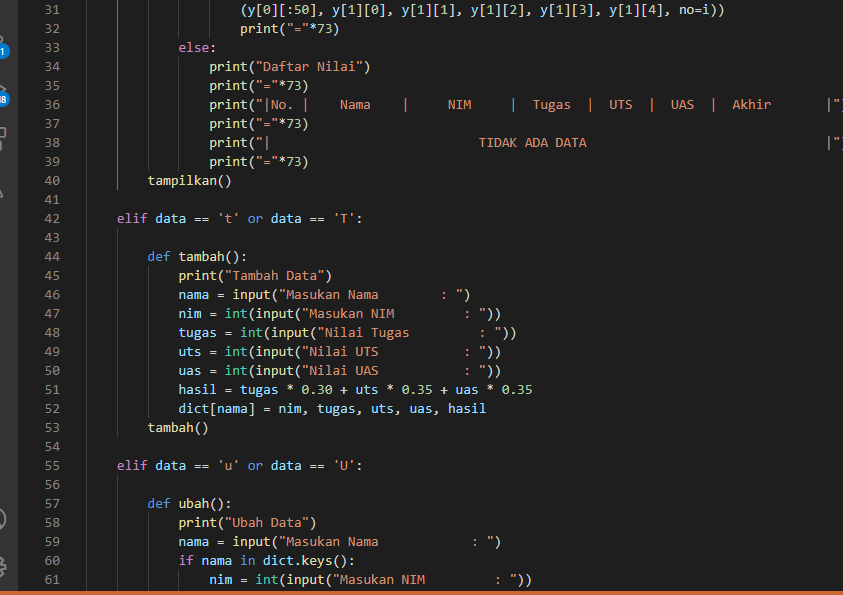 31                         (y[0][:50], y[1][0], y[1][1], y[1][2], y[1][3], y[1][4], no=i))
32                         print("="*73)
33                 else:
34                     print("Daftar Nilai")
35                     print("="*73)
36                     print("|No. |    Nama    |     NIM     |  Tugas  |  UTS  |  UAS  |  Akhir       |")
37                     print("="*73)
38                     print("|                           TIDAK ADA DATA                               |")
39                     print("="*73)
40             tampilkan()
41
42         elif data == 't' or data == 'T':
43
44             def tambah():
45                 print("Tambah Data")
46                 nama = input("Masukan Nama        : ")
47                 nim = int(input("Masukan NIM         : "))
48                 tugas = int(input("Nilai Tugas         : "))
49                 uts = int(input("Nilai UTS           : "))
50                 uas = int(input("Nilai UAS           : "))
51                 hasil = tugas * 0.30 + uts * 0.35 + uas * 0.35
52                 dict[nama] = nim, tugas, uts, uas, hasil
53             tambah()
54
55         elif data == 'u' or data == 'U':
56
57             def ubah():
58                 print("Ubah Data")
59                 nama = input("Masukan Nama            : ")
60                 if nama in dict.keys():
61                     nim = int(input("Masukan NIM         : "))